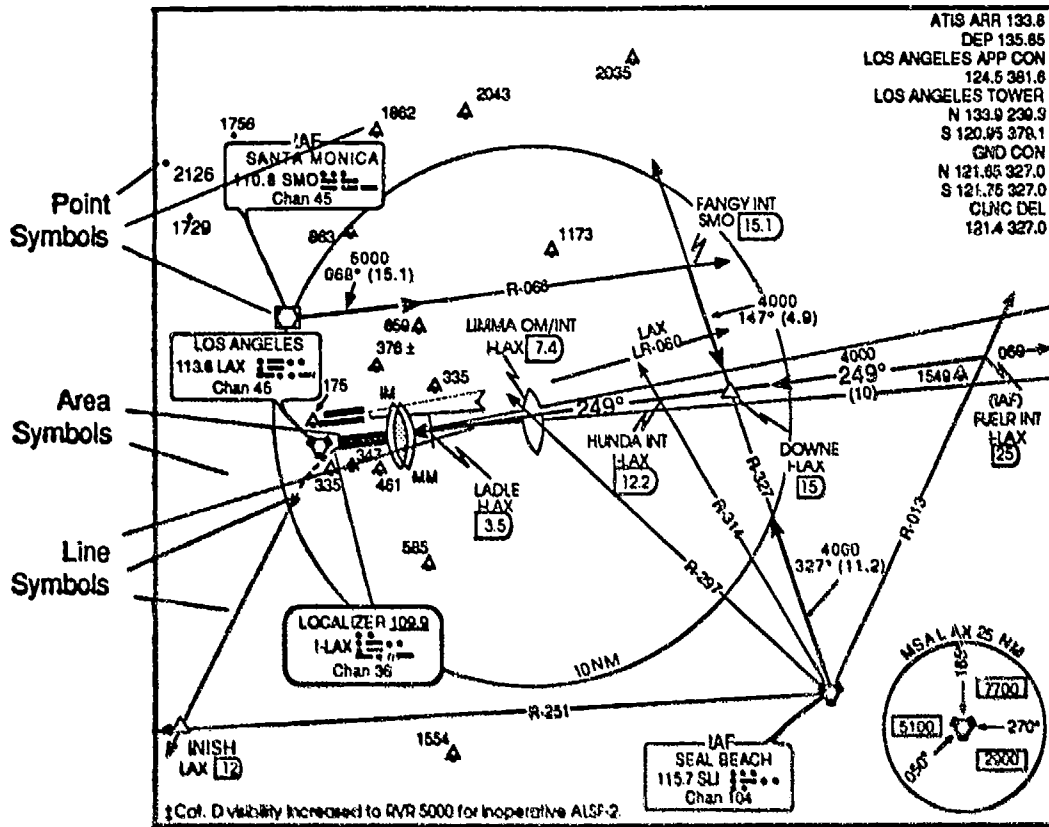 ATIS ARR 133.8
DEP 135.65
LOS ANGELES APP CON
124.5 381.6
LOS ANGELES TOWER
N 133.9 239.3
S 120.95 379.1
GND CON
N 121.65 327.0
S 121.75 327.0
CLNC DEL
121.4 327.0
2035
2043
1862
1756
2126
1729
IAF
SANTA MONICA
110.8 SMO
Chan 45
Point
Symbols
863
1173
FANGY INT
SMO 15.1
5000
068° (15.1)
R-068
4000
147° (4.9)
LOS ANGELES
113.6 LAX
Chan 46
659
376 ±
LIMMA OM/INT
I-LAX 7.4
LAX
LR-060
4000
069
175
IM
335
249°
249°
(10)
1549
(IAF)
FUELR INT
I-LAX
25
Area
Symbols
HUNDA INT
I-LAX
12.2
DOWNE
I-LAX
15
335
347
461
MM
LADLE
I-LAX
3.5
R-327
R-314
R-013
R-297
585
4000
327° (11.2)
Line
Symbols
LOCALIZER 109.9
I-LAX
Chan 36
10 NM
R-251
MSA LAX 25 NM
165°
7700
5100
270°
050°
2900
INISH
LAX 12
1554
IAF
SEAL BEACH
115.7 SLI
Chan 104
‡Cat. D visibility increased to RVR 5000 for inoperative ALSF-2.